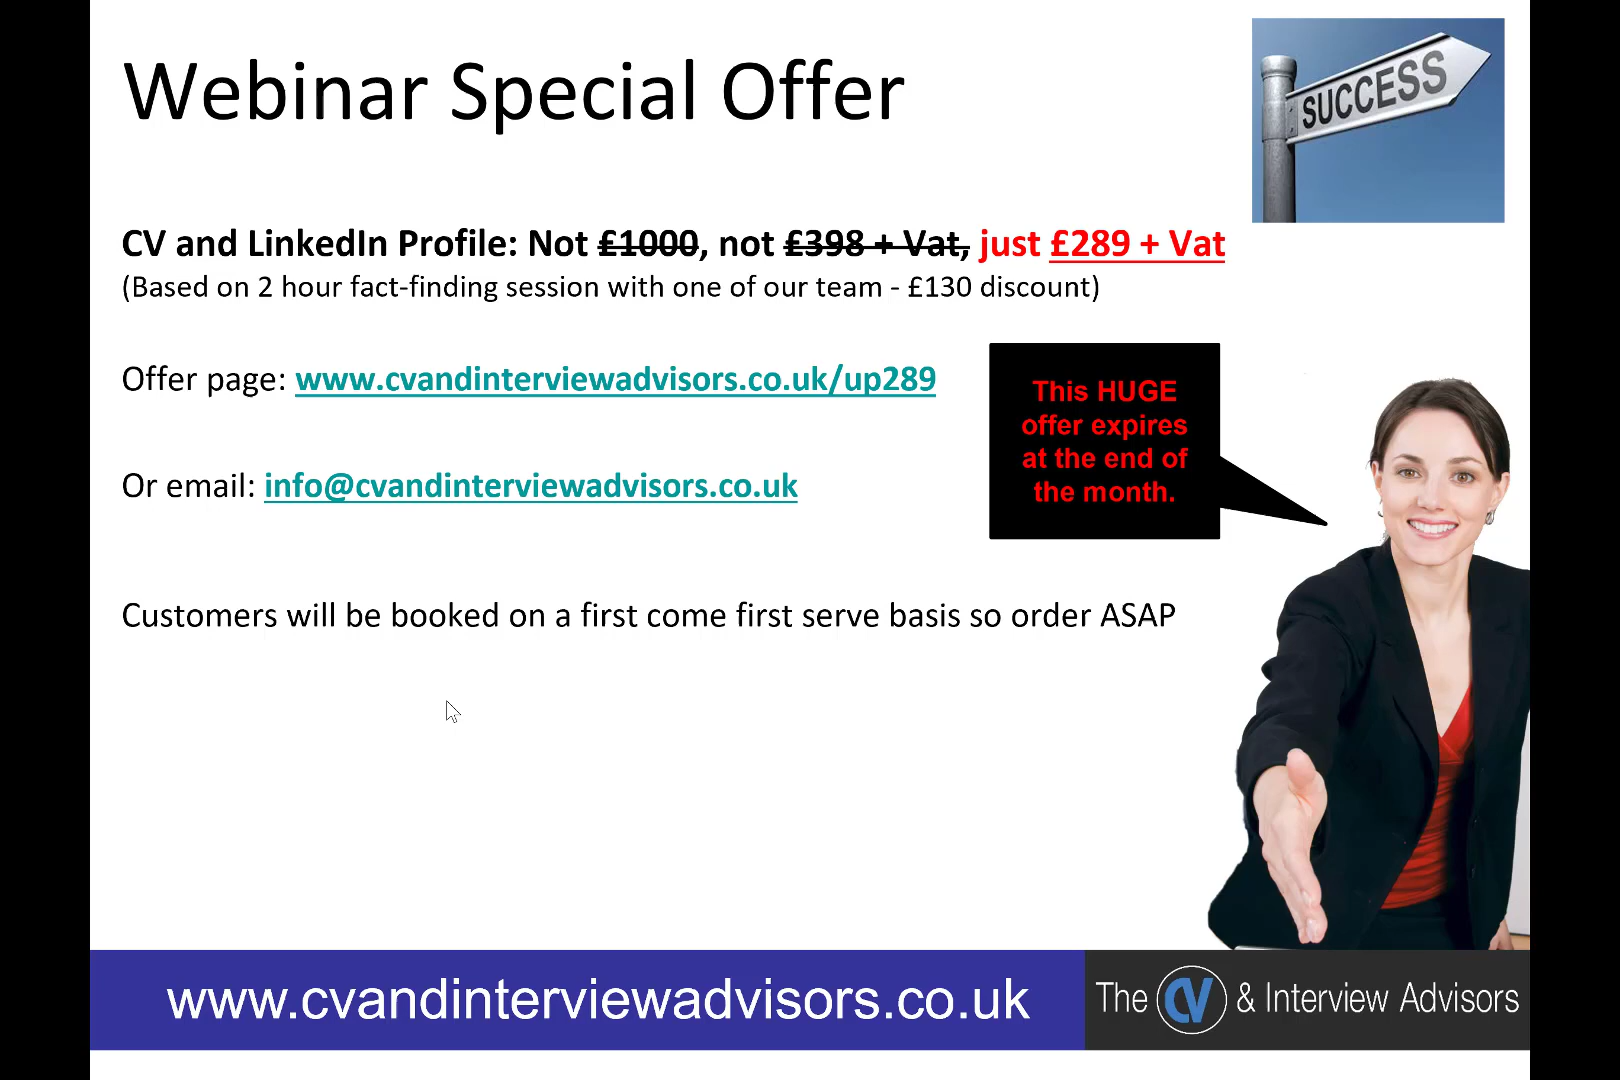 Webinar Special Offer
SUCCESS
CV and LinkedIn Profile: Not £1000, not £398 + Vat, just £289 + Vat
(Based on 2 hour fact-finding session with one of our team - £130 discount)
Offer page: www.cvandinterviewadvisors.co.uk/up289
This HUGE
offer expires
at the end of
the month.
Or email: info@cvandinterviewadvisors.co.uk
Customers will be booked on a first come first serve basis so order ASAP
www.cvandinterviewadvisors.co.uk
The CV & Interview Advisors